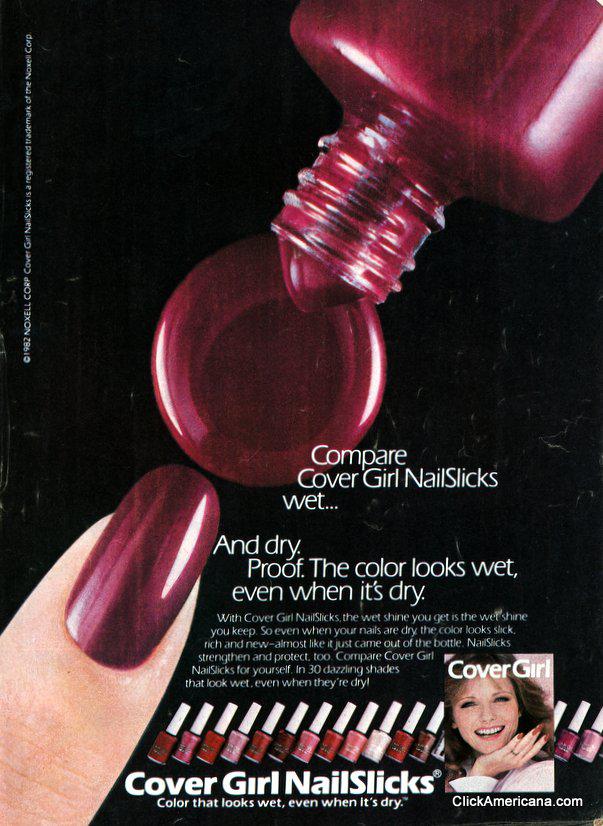 ©1982 NOXELL CORP. Cover Girl NailSlicks is a registered trademark of the Noxell Corp.
Compare
Cover Girl NailSlicks
wet...
And dry.
Proof. The color looks wet,
even when it's dry.
With Cover Girl NailSlicks, the wet shine you get is the wet shine
you keep. So even when your nails are dry, the color looks slick,
rich and new–almost like it just came out of the bottle. NailSlicks
strengthen and protect, too. Compare Cover Girl
NailSlicks for yourself. In 30 dazzling shades
that look wet, even when they're dry!
Cover Girl
Cover Girl NailSlicks®
Color that looks wet, even when it's dry.™
ClickAmericana.com